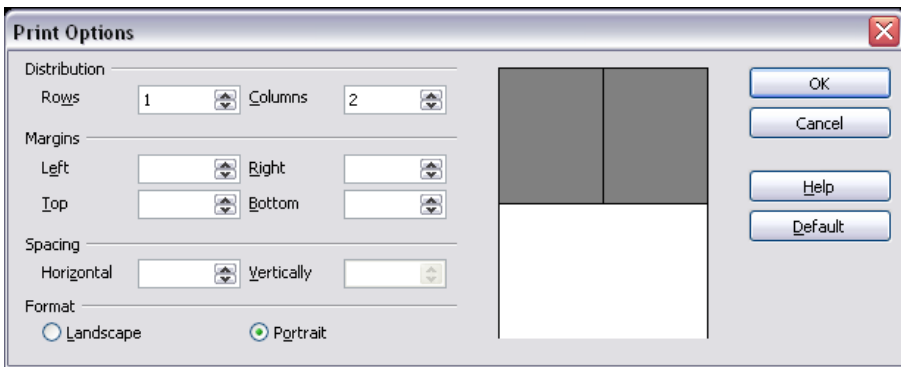 Print Options
Distribution
Rows 1 Columns 2
Margins
Left Right
Top Bottom
Spacing
Horizontal Vertically
Format
Landscape Portrait
OK
Cancel
Help
Default